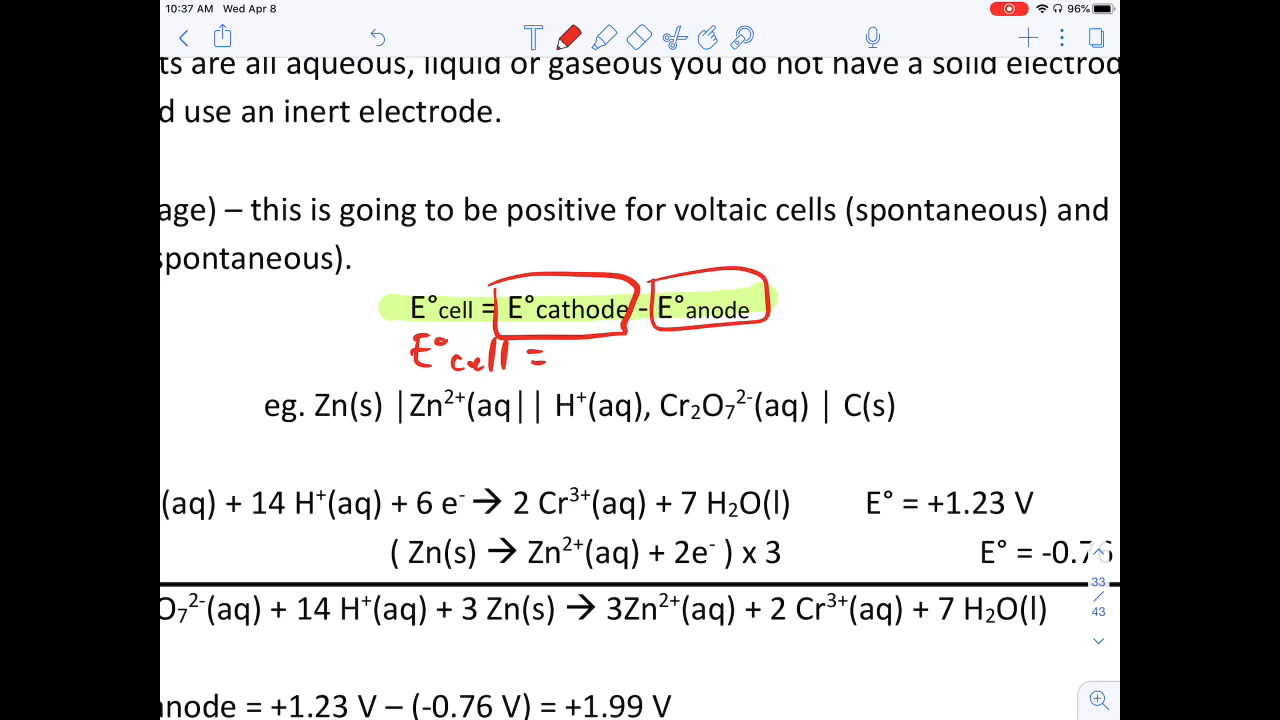 10:37 AM Wed Apr 8
96%
ts are all aqueous, liquid or gaseous you do not have a solid electrod
d use an inert electrode.
age) – this is going to be positive for voltaic cells (spontaneous) and
spontaneous).
E°cell = E°cathode - E°anode
E°cell =
eg. Zn(s) |Zn²⁺(aq|| H⁺(aq), Cr₂O₇²⁻(aq) | C(s)
(aq) + 14 H⁺(aq) + 6 e⁻ → 2 Cr³⁺(aq) + 7 H₂O(l) E° = +1.23 V
( Zn(s) → Zn²⁺(aq) + 2e⁻ ) x 3 E° = -0.76
33
/
43
O₇²⁻(aq) + 14 H⁺(aq) + 3 Zn(s) → 3Zn²⁺(aq) + 2 Cr³⁺(aq) + 7 H₂O(l)
anode = +1.23 V – (-0.76 V) = +1.99 V